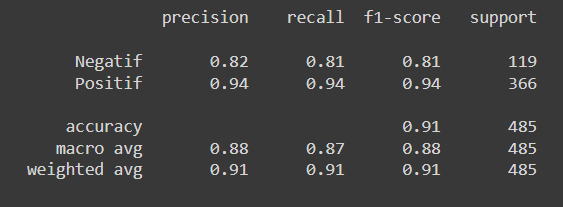 precision recall f1-score support
Negatif 0.82 0.81 0.81 119
Positif 0.94 0.94 0.94 366
accuracy 0.91 485
macro avg 0.88 0.87 0.88 485
weighted avg 0.91 0.91 0.91 485